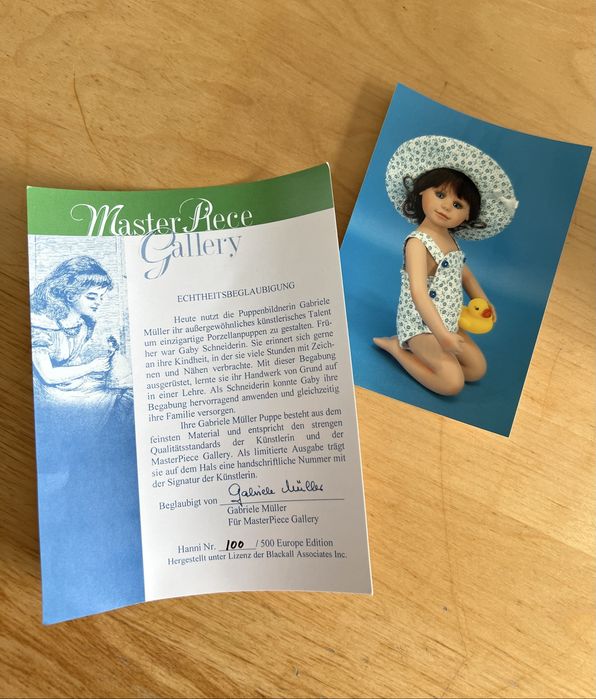 MasterPiece
Gallery
ECHTHEITSBEGLAUBIGUNG
Heute nutzt die Puppenbildnerin Gabriele
Müller ihr außergewöhnliches künstlerisches Talent
um einzigartige Porzellanpuppen zu gestalten. Frü-
her war Gaby Schneiderin. Sie erinnert sich gerne
an ihre Kindheit, in der sie viele Stunden mit Zeich-
nen und Nähen verbrachte. Mit dieser Begabung
ausgerüstet, lernte sie ihr Handwerk von Grund auf
in einer Lehre. Als Schneiderin konnte Gaby ihre
Begabung hervorragend anwenden und gleichzeitig
ihre Familie versorgen.
Ihre Gabriele Müller Puppe besteht aus dem
feinsten Material und entspricht den strengen
Qualitätsstandards der Künstlerin und der
MasterPiece Gallery. Als limitierte Ausgabe trägt
sie auf dem Hals eine handschriftliche Nummer mit
der Signatur der Künstlerin.
Beglaubigt von Gabriele Müller
Gabriele Müller
Für MasterPiece Gallery
Hanni Nr. 100 / 500 Europe Edition
Hergestellt unter Lizenz der Blackall Associates Inc.